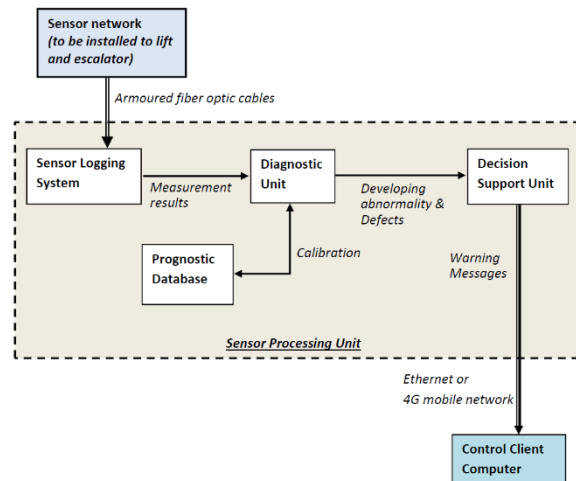 Sensor network
(to be installed to lift
and escalator)
Armoured fiber optic cables
Sensor Logging
System
Measurement
results
Diagnostic
Unit
Developing
abnormality &
Defects
Decision
Support Unit
Prognostic
Database
Calibration
Warning
Messages
Sensor Processing Unit
Ethernet or
4G mobile network
Control Client
Computer